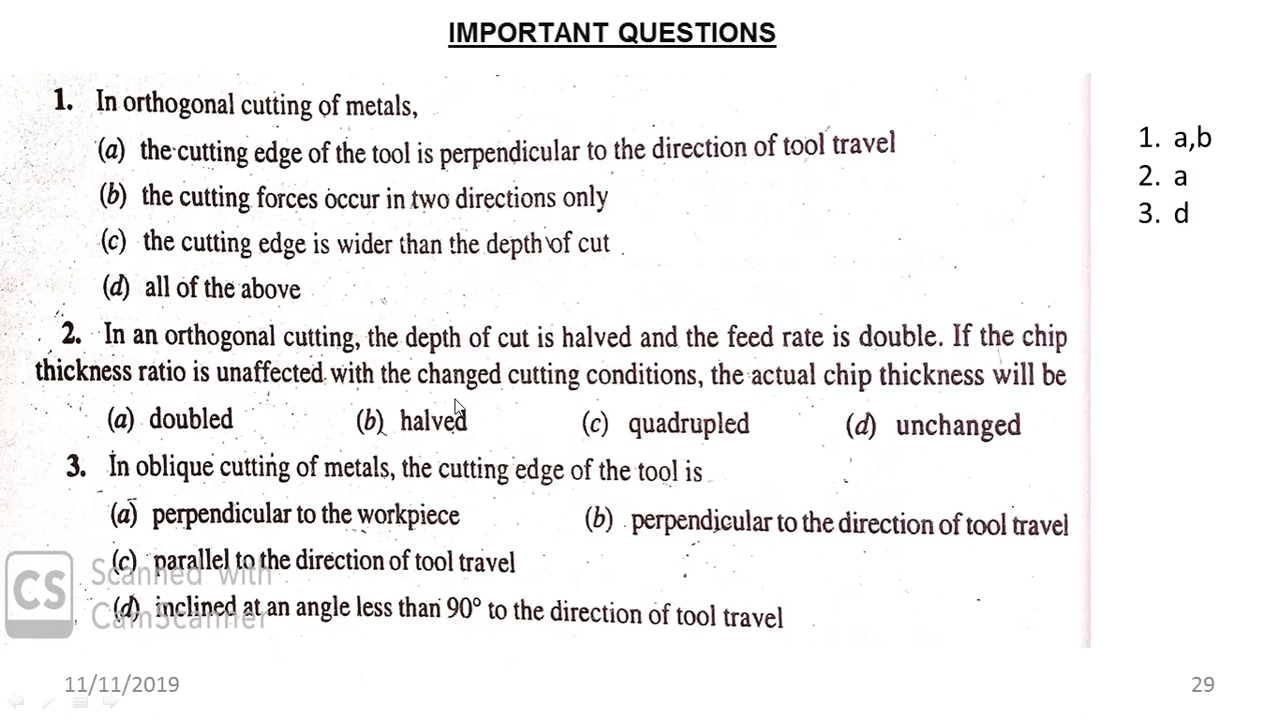 IMPORTANT QUESTIONS
1. In orthogonal cutting of metals,
(a) the cutting edge of the tool is perpendicular to the direction of tool travel
(b) the cutting forces occur in two directions only
(c) the cutting edge is wider than the depth of cut
(d) all of the above
2. In an orthogonal cutting, the depth of cut is halved and the feed rate is double. If the chip
thickness ratio is unaffected with the changed cutting conditions, the actual chip thickness will be
(a) doubled (b) halved (c) quadrupled (d) unchanged
3. In oblique cutting of metals, the cutting edge of the tool is
(a) perpendicular to the workpiece (b) perpendicular to the direction of tool travel
(c) parallel to the direction of tool travel
(d) inclined at an angle less than 90° to the direction of tool travel
1. a,b
2. a
3. d
CS
Scanned with
CamScanner
11/11/2019
29